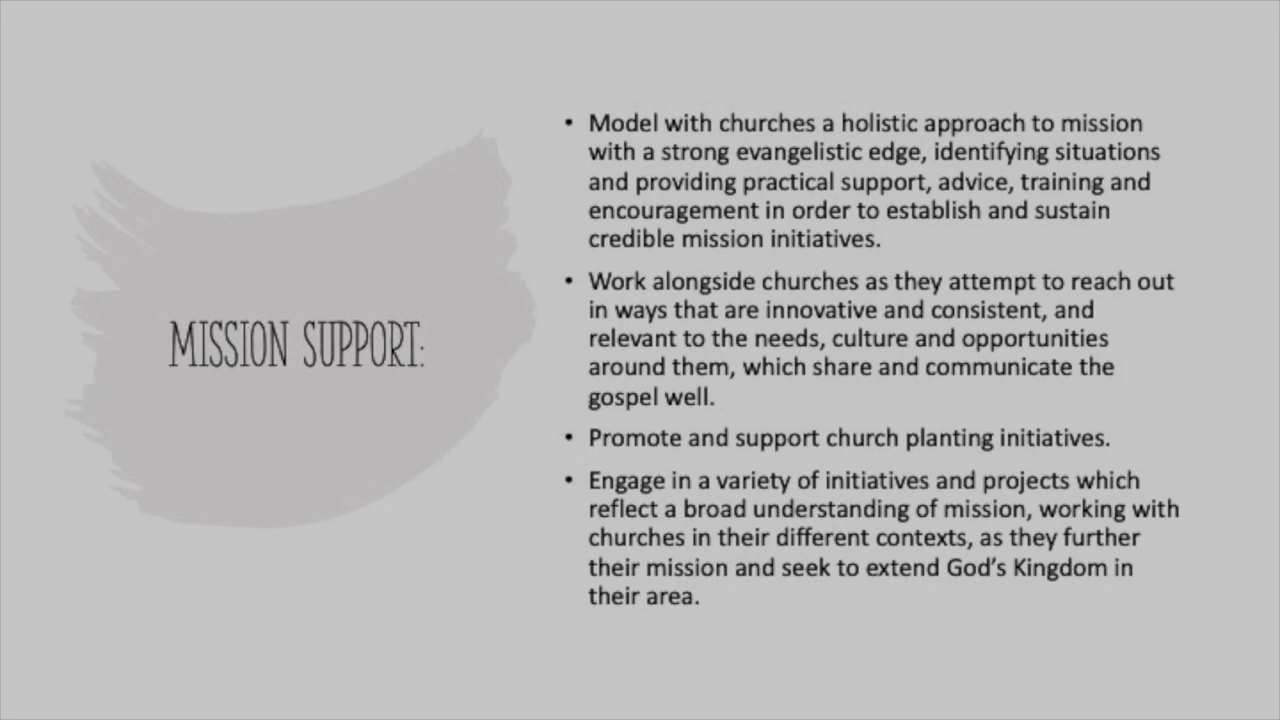 MISSION SUPPORT:
• Model with churches a holistic approach to mission
with a strong evangelistic edge, identifying situations
and providing practical support, advice, training and
encouragement in order to establish and sustain
credible mission initiatives.
• Work alongside churches as they attempt to reach out
in ways that are innovative and consistent, and
relevant to the needs, culture and opportunities
around them, which share and communicate the
gospel well.
• Promote and support church planting initiatives.
• Engage in a variety of initiatives and projects which
reflect a broad understanding of mission, working with
churches in their different contexts, as they further
their mission and seek to extend God’s Kingdom in
their area.